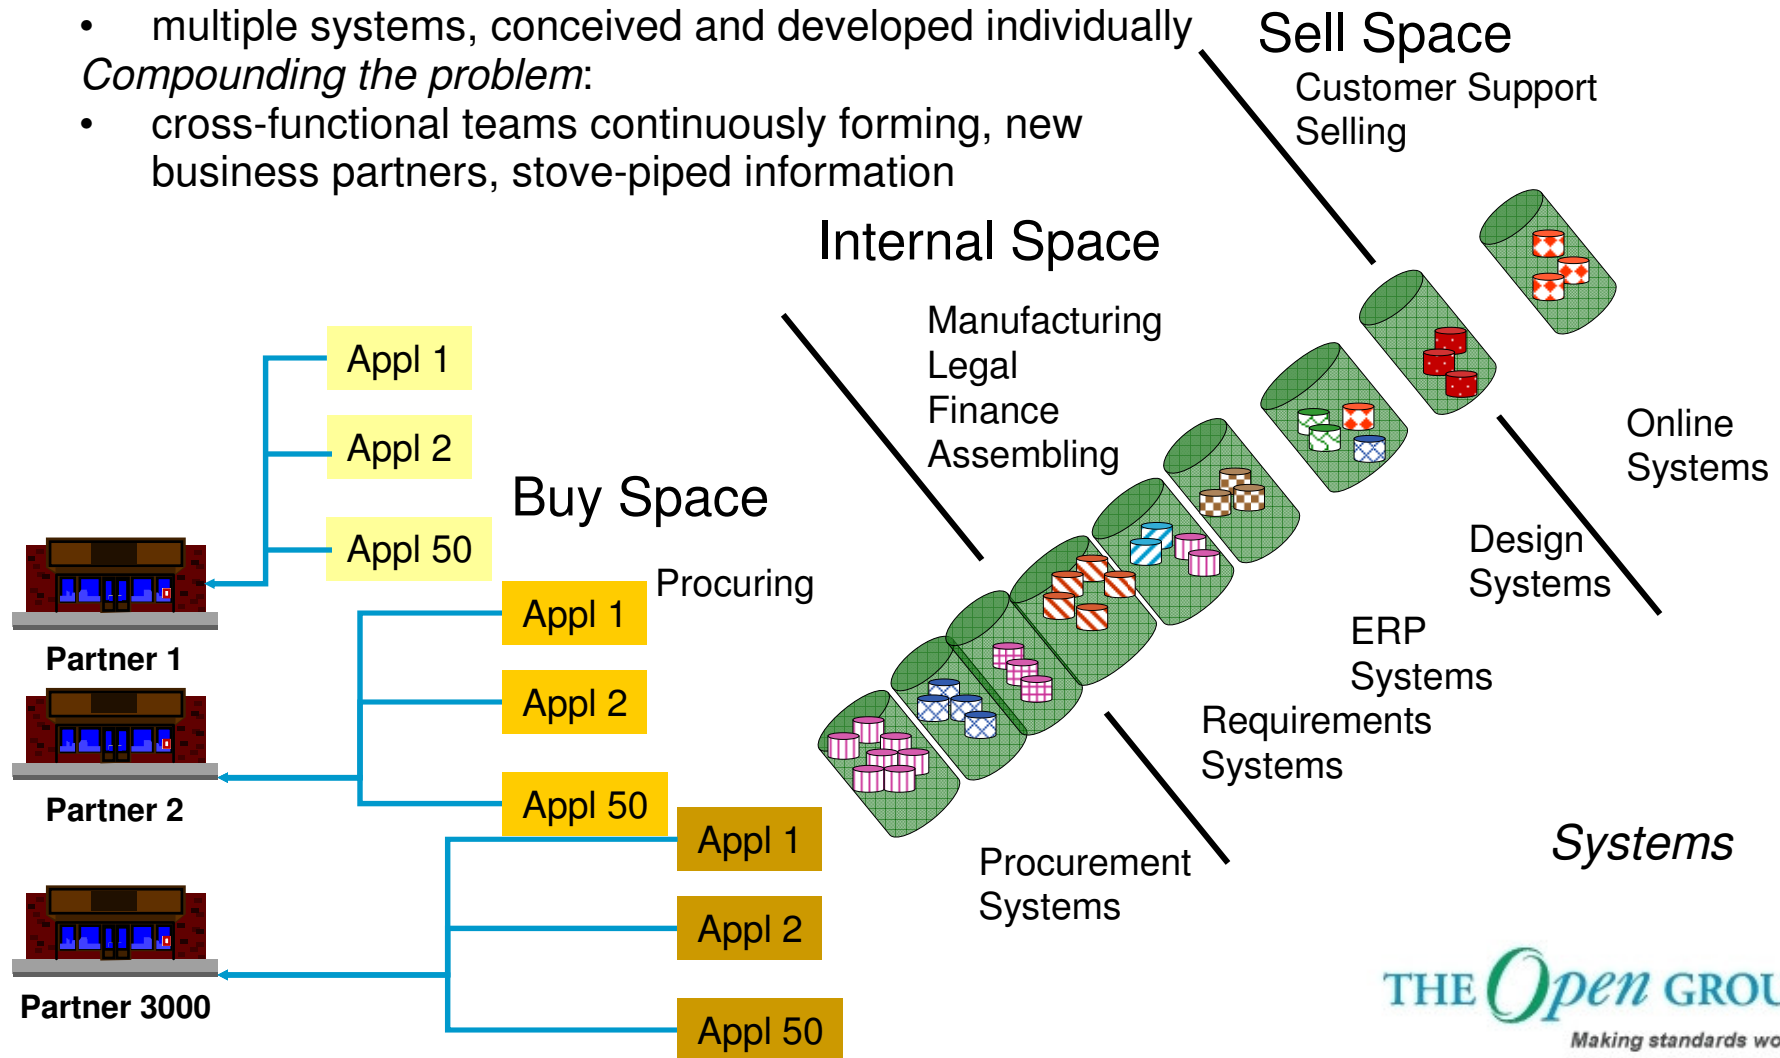 • multiple systems, conceived and developed individually
Compounding the problem:
• cross-functional teams continuously forming, new
business partners, stove-piped information
Sell Space
Customer Support
Selling
Internal Space
Manufacturing
Legal
Finance
Assembling
Buy Space
Procuring
Appl 1
Appl 2
Appl 50
Partner 1
Appl 1
Appl 2
Appl 50
Partner 2
Appl 1
Appl 2
Appl 50
Partner 3000
Online
Systems
Design
Systems
ERP
Systems
Requirements
Systems
Procurement
Systems
Systems
THE Open GROU
Making standards wo